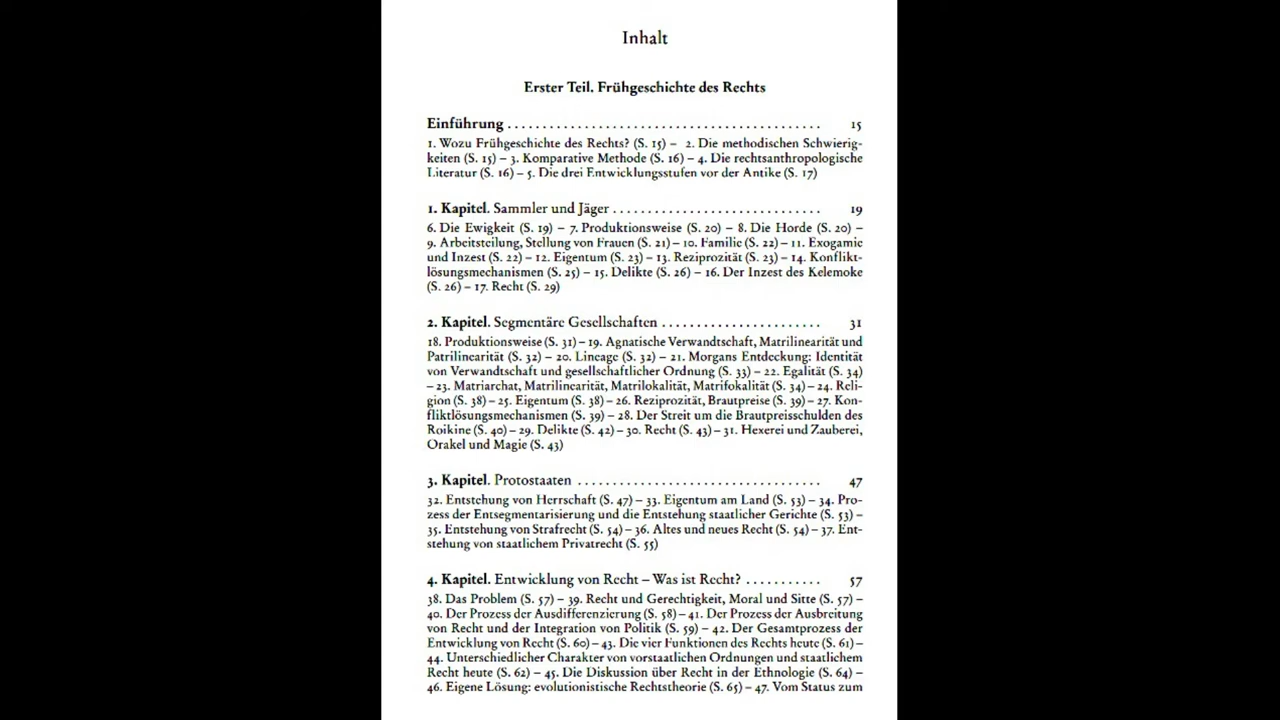 Inhalt
Erster Teil. Frühgeschichte des Rechts
Einführung . . . . . . . . . . . . . . . . . . . . . . . . . . . . . . . . . . . . . . . . . . . . . 15
1. Wozu Frühgeschichte des Rechts? (S. 15) – 2. Die methodischen Schwierig-
keiten (S. 15) – 3. Komparative Methode (S. 16) – 4. Die rechtsanthropologische
Literatur (S. 16) – 5. Die drei Entwicklungsstufen vor der Antike (S. 17)
1. Kapitel. Sammler und Jäger . . . . . . . . . . . . . . . . . . . . . . . . . . . . . . 19
6. Die Ewigkeit (S. 19) – 7. Produktionsweise (S. 20) – 8. Die Horde (S. 20) –
9. Arbeitsteilung, Stellung von Frauen (S. 21) – 10. Familie (S. 22) – 11. Exogamie
und Inzest (S. 22) – 12. Eigentum (S. 23) – 13. Reziprozität (S. 23) – 14. Konflikt-
lösungsmechanismen (S. 25) – 15. Delikte (S. 26) – 16. Der Inzest des Kelemoke
(S. 26) – 17. Recht (S. 29)
2. Kapitel. Segmentäre Gesellschaften . . . . . . . . . . . . . . . . . . . . . . . 31
18. Produktionsweise (S. 31) – 19. Agnatische Verwandtschaft, Matrilinearität und
Patrilinearität (S. 32) – 20. Lineage (S. 32) – 21. Morgans Entdeckung: Identität
von Verwandtschaft und gesellschaftlicher Ordnung (S. 33) – 22. Egalität (S. 34)
– 23. Matriarchat, Matrilinearität, Matrilokalität, Matrifokalität (S. 34) – 24. Reli-
gion (S. 38) – 25. Eigentum (S. 38) – 26. Reziprozität, Brautpreise (S. 39) – 27. Kon-
fliktlösungsmechanismen (S. 39) – 28. Der Streit um die Brautpreisschulden des
Roikine (S. 40) – 29. Delikte (S. 42) – 30. Recht (S. 43) – 31. Hexerei und Zauberei,
Orakel und Magie (S. 43)
3. Kapitel. Protostaaten . . . . . . . . . . . . . . . . . . . . . . . . . . . . . . . . . . . 47
32. Entstehung von Herrschaft (S. 47) – 33. Eigentum am Land (S. 53) – 34. Pro-
zess der Entsegmentarisierung und die Entstehung staatlicher Gerichte (S. 53) –
35. Entstehung von Strafrecht (S. 54) – 36. Altes und neues Recht (S. 54) – 37. Ent-
stehung von staatlichem Privatrecht (S. 55)
4. Kapitel. Entwicklung von Recht – Was ist Recht? . . . . . . . . . . . 57
38. Das Problem (S. 57) – 39. Recht und Gerechtigkeit, Moral und Sitte (S. 57) –
40. Der Prozess der Ausdifferenzierung (S. 58) – 41. Der Prozess der Ausbreitung
von Recht und der Integration von Politik (S. 59) – 42. Der Gesamtprozess der
Entwicklung von Recht (S. 60) – 43. Die vier Funktionen des Rechts heute (S. 61) –
44. Unterschiedlicher Charakter von vorstaatlichen Ordnungen und staatlichem
Recht heute (S. 62) – 45. Die Diskussion über Recht in der Ethnologie (S. 64) –
46. Eigene Lösung: evolutionistische Rechtstheorie (S. 65) – 47. Vom Status zum